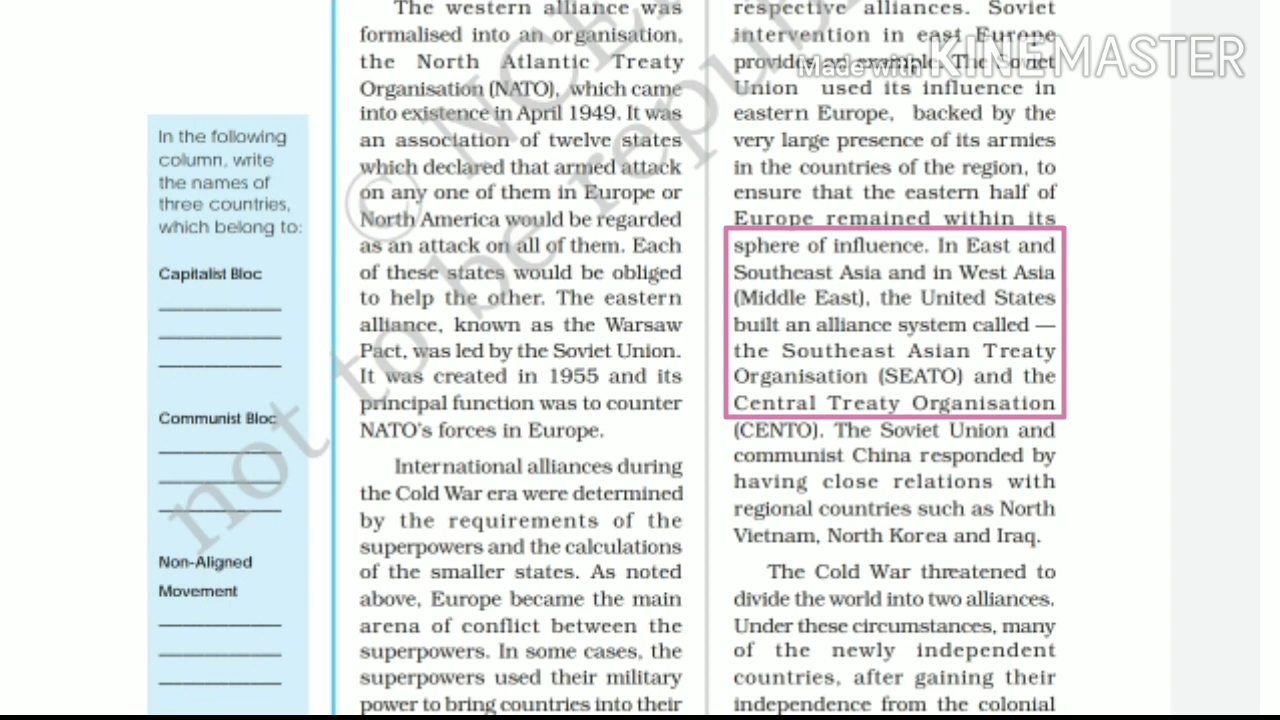 In the following
column, write
the names of
three countries,
which belong to:
Capitalist Bloc
Communist Bloc
Non-Aligned
Movement
The western alliance was
formalised into an organisation,
the North Atlantic Treaty
Organisation (NATO), which came
into existence in April 1949. It was
an association of twelve states
which declared that armed attack
on any one of them in Europe or
North America would be regarded
as an attack on all of them. Each
of these states would be obliged
to help the other. The eastern
alliance, known as the Warsaw
Pact, was led by the Soviet Union.
It was created in 1955 and its
principal function was to counter
NATO's forces in Europe.
International alliances during
the Cold War era were determined
by the requirements of the
superpowers and the calculations
of the smaller states. As noted
above, Europe became the main
arena of conflict between the
superpowers. In some cases, the
superpowers used their military
power to bring countries into their
respective alliances. Soviet
intervention in east Europe
provides an example. The Soviet
Union used its influence in
eastern Europe, backed by the
very large presence of its armies
in the countries of the region, to
ensure that the eastern half of
Europe remained within its
sphere of influence. In East and
Southeast Asia and in West Asia
(Middle East), the United States
built an alliance system called —
the Southeast Asian Treaty
Organisation (SEATO) and the
Central Treaty Organisation
(CENTO). The Soviet Union and
communist China responded by
having close relations with
regional countries such as North
Vietnam, North Korea and Iraq.
The Cold War threatened to
divide the world into two alliances.
Under these circumstances, many
of the newly independent
countries, after gaining their
independence from the colonial
Made with KINEMASTER
not to be republi
© NCE